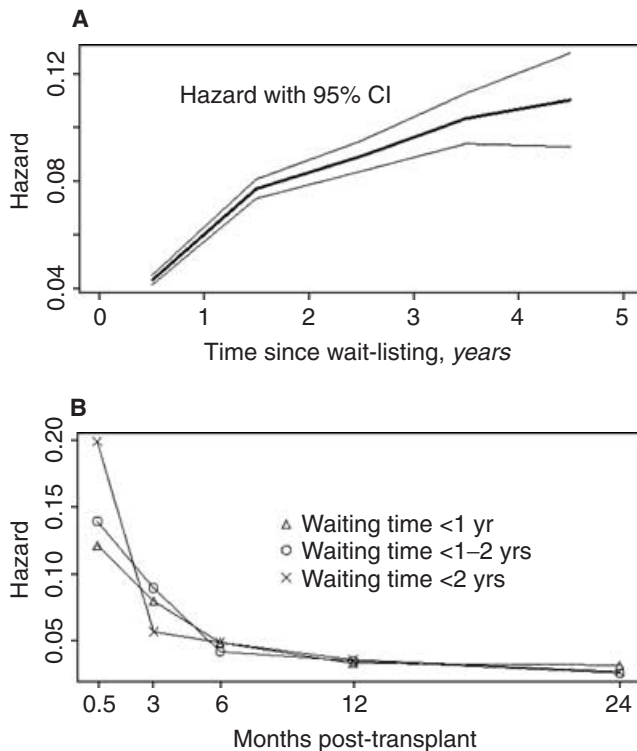 A
0.12
0.08
0.04
Hazard
Hazard with 95% CI
0 1 2 3 4 5
Time since wait-listing, years
B
0.20
0.15
0.10
0.05
Hazard
Waiting time <1 yr
Waiting time <1–2 yrs
Waiting time <2 yrs
0.5 3 6 12 24
Months post-transplant